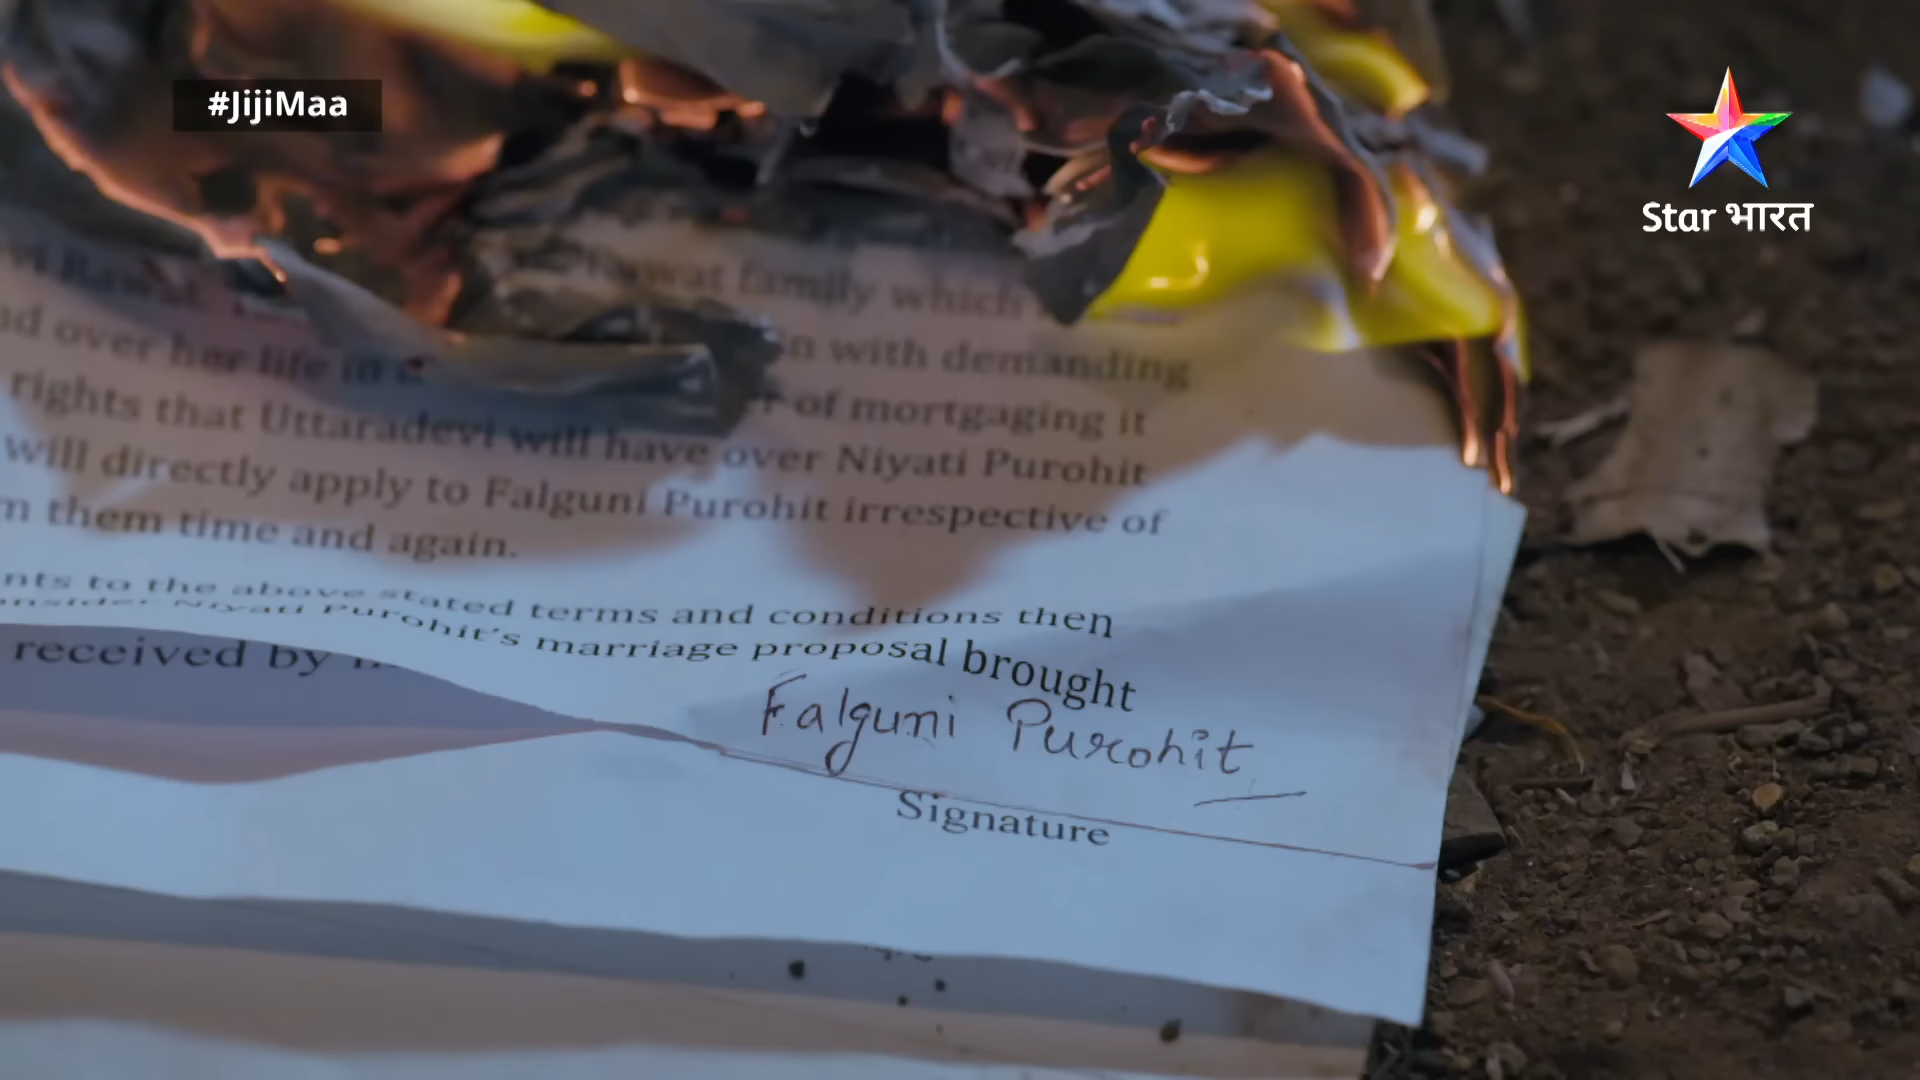 #JijiMaa
Star भारत
family which
over her life in
in with demanding
rights that Uttaradevi will have over Niyati Purohit
of mortgaging it
will directly apply to Falguni Purohit irrespective of
them time and again.
to the above stated terms and conditions then
Niyati Purohit's marriage proposal brought
received by
Falguni Purohit
Signature